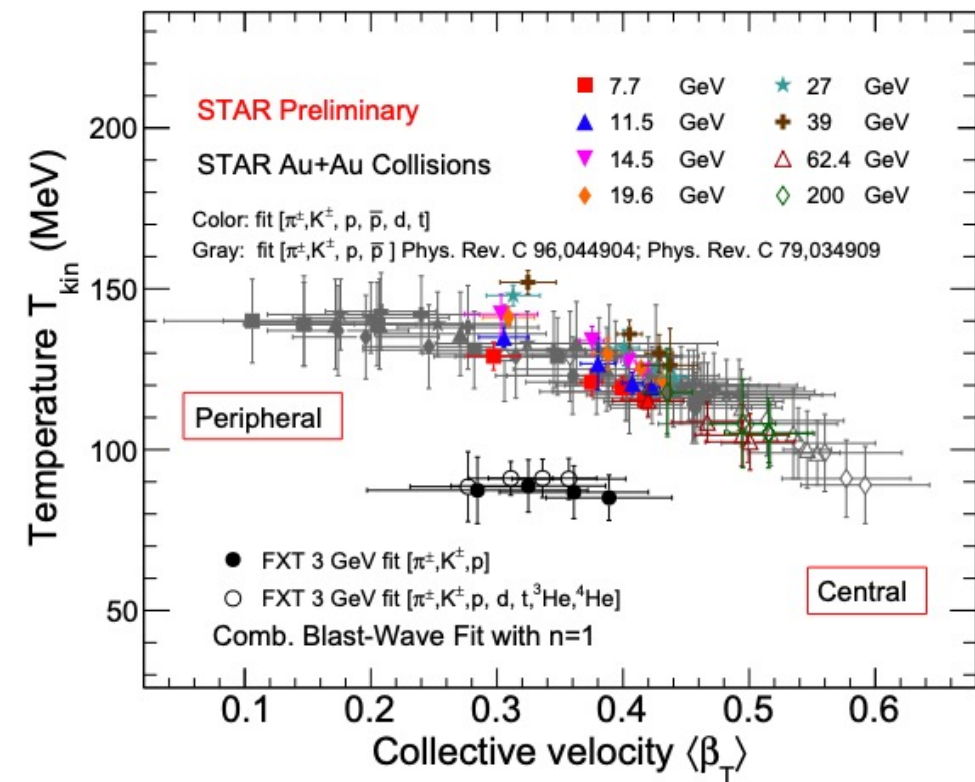 STAR Preliminary
STAR Au+Au Collisions
7.7 GeV
11.5 GeV
14.5 GeV
19.6 GeV
27 GeV
39 GeV
62.4 GeV
200 GeV
Color: fit [π±,K±, p, p̅, d, t]
Gray: fit [π±,K±, p, p̅ ] Phys. Rev. C 96,044904; Phys. Rev. C 79,034909
200
150
100
50
Temperature T_kin (MeV)
Peripheral
Central
FXT 3 GeV fit [π±,K±,p]
FXT 3 GeV fit [π±,K±,p, d, t,³He,⁴He]
Comb. Blast-Wave Fit with n=1
0.1 0.2 0.3 0.4 0.5 0.6
Collective velocity ⟨β_T⟩